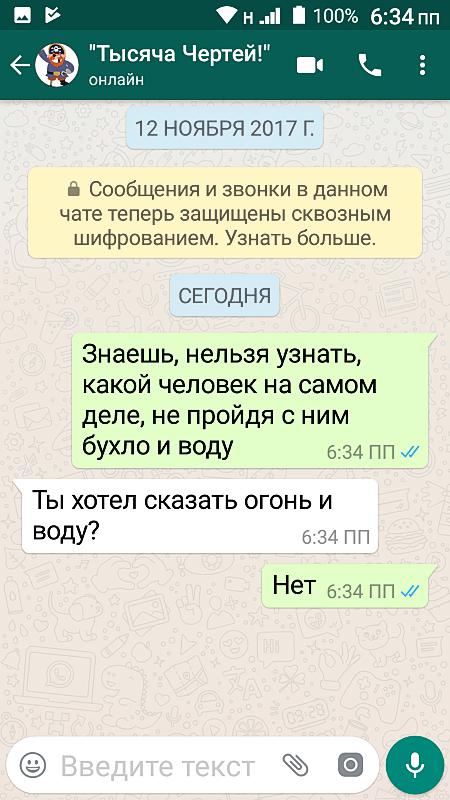 H 100% 6:34 ПП
"Тысяча Чертей!"
онлайн
12 НОЯБРЯ 2017 Г.
Сообщения и звонки в данном
чате теперь защищены сквозным
шифрованием. Узнать больше.
СЕГОДНЯ
Знаешь, нельзя узнать,
какой человек на самом
деле, не пройдя с ним
бухло и воду 6:34 ПП
Ты хотел сказать огонь и
воду? 6:34 ПП
Нет 6:34 ПП
Введите текст